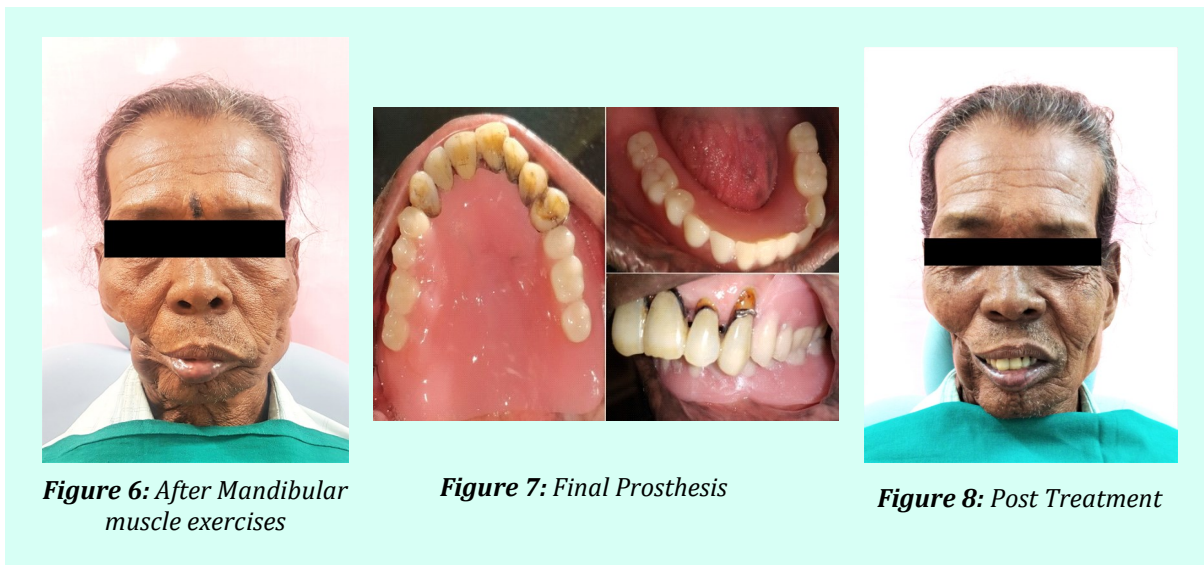 Figure 6: After Mandibular
muscle exercises
Figure 7: Final Prosthesis
Figure 8: Post Treatment